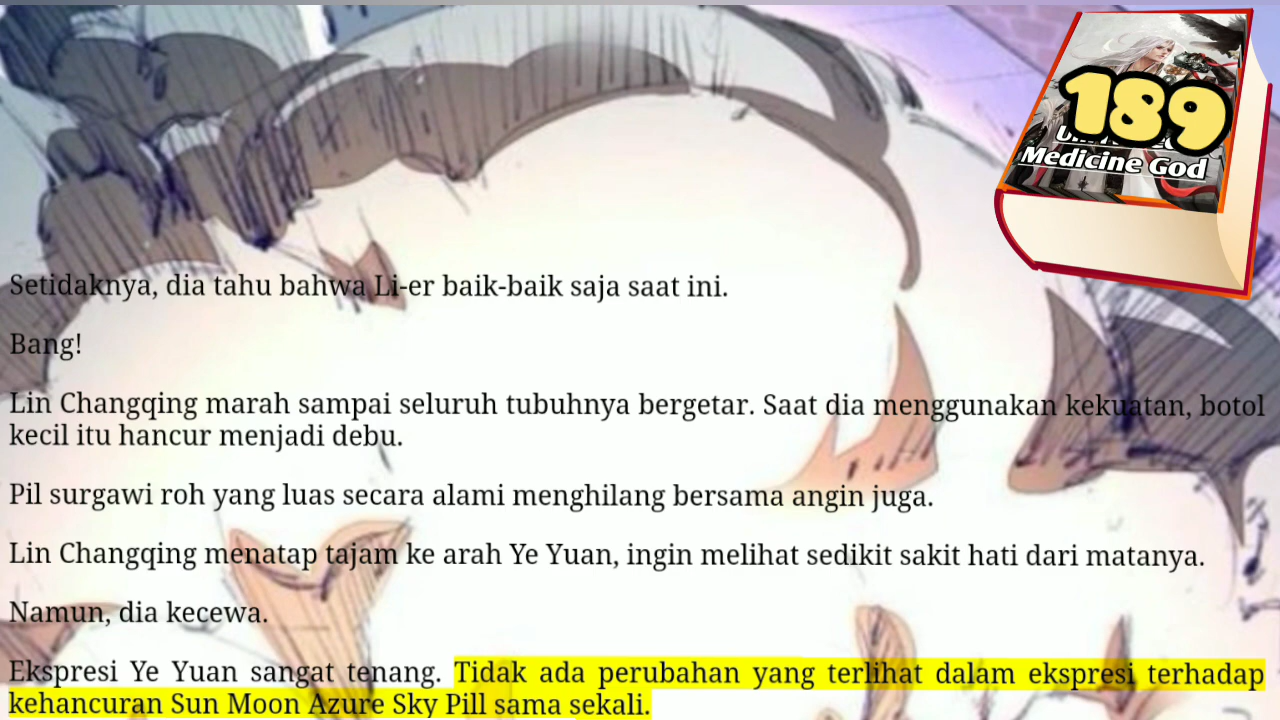 189
Medicine God
Setidaknya, dia tahu bahwa Li-er baik-baik saja saat ini.
Bang!
Lin Changqing marah sampai seluruh tubuhnya bergetar. Saat dia menggunakan kekuatan, botol
kecil itu hancur menjadi debu.
Pil surgawi roh yang luas secara alami menghilang bersama angin juga.
Lin Changqing menatap tajam ke arah Ye Yuan, ingin melihat sedikit sakit hati dari matanya.
Namun, dia kecewa.
Ekspresi Ye Yuan sangat tenang. Tidak ada perubahan yang terlihat dalam ekspresi terhadap
kehancuran Sun Moon Azure Sky Pill sama sekali.